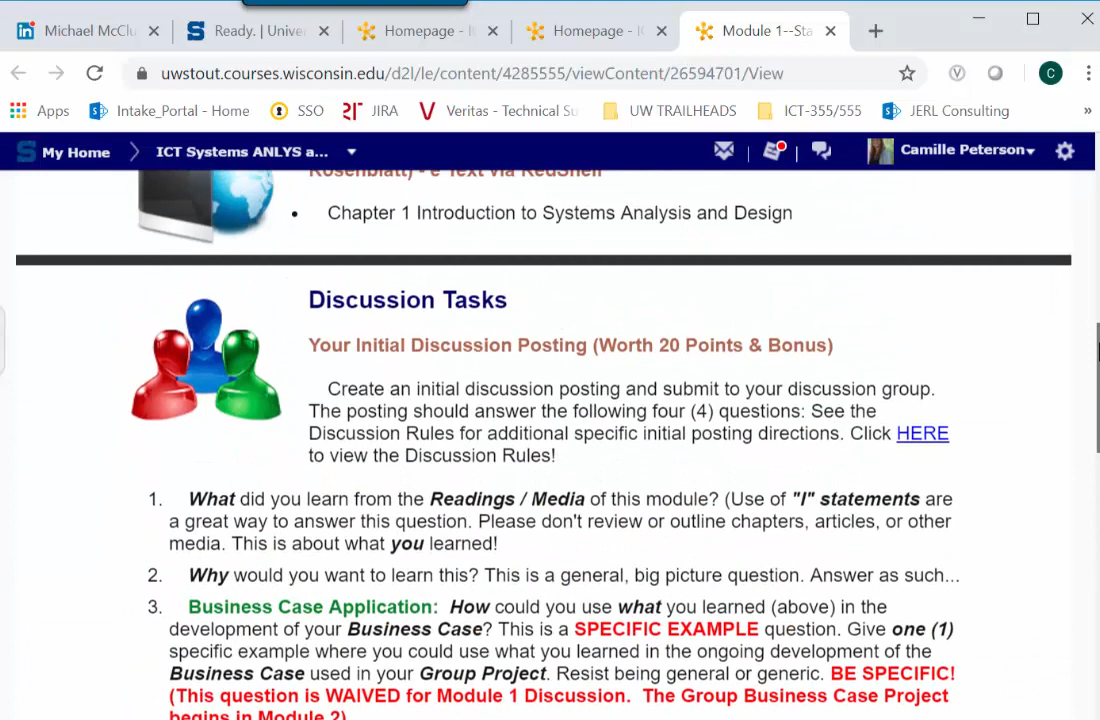 Michael McClu
Ready. | Univer
Homepage - I
Homepage - I
Module 1--Sta
uwstout.courses.wisconsin.edu/d2l/le/content/4285555/viewContent/26594701/View
V
C
Apps
Intake_Portal - Home
SSO
JIRA
Veritas - Technical Su
UW TRAILHEADS
ICT-355/555
JERL Consulting
»
My Home
ICT Systems ANLYS a...
Camille Peterson
Rosenblatt) - e Text via RedShelf
• Chapter 1 Introduction to Systems Analysis and Design
Discussion Tasks
Your Initial Discussion Posting (Worth 20 Points & Bonus)
Create an initial discussion posting and submit to your discussion group.
The posting should answer the following four (4) questions: See the
Discussion Rules for additional specific initial posting directions. Click HERE
to view the Discussion Rules!
1. What did you learn from the Readings / Media of this module? (Use of "I" statements are
a great way to answer this question. Please don't review or outline chapters, articles, or other
media. This is about what you learned!
2. Why would you want to learn this? This is a general, big picture question. Answer as such...
3. Business Case Application: How could you use what you learned (above) in the
development of your Business Case? This is a SPECIFIC EXAMPLE question. Give one (1)
specific example where you could use what you learned in the ongoing development of the
Business Case used in your Group Project. Resist being general or generic. BE SPECIFIC!
(This question is WAIVED for Module 1 Discussion. The Group Business Case Project
begins in Module 2)